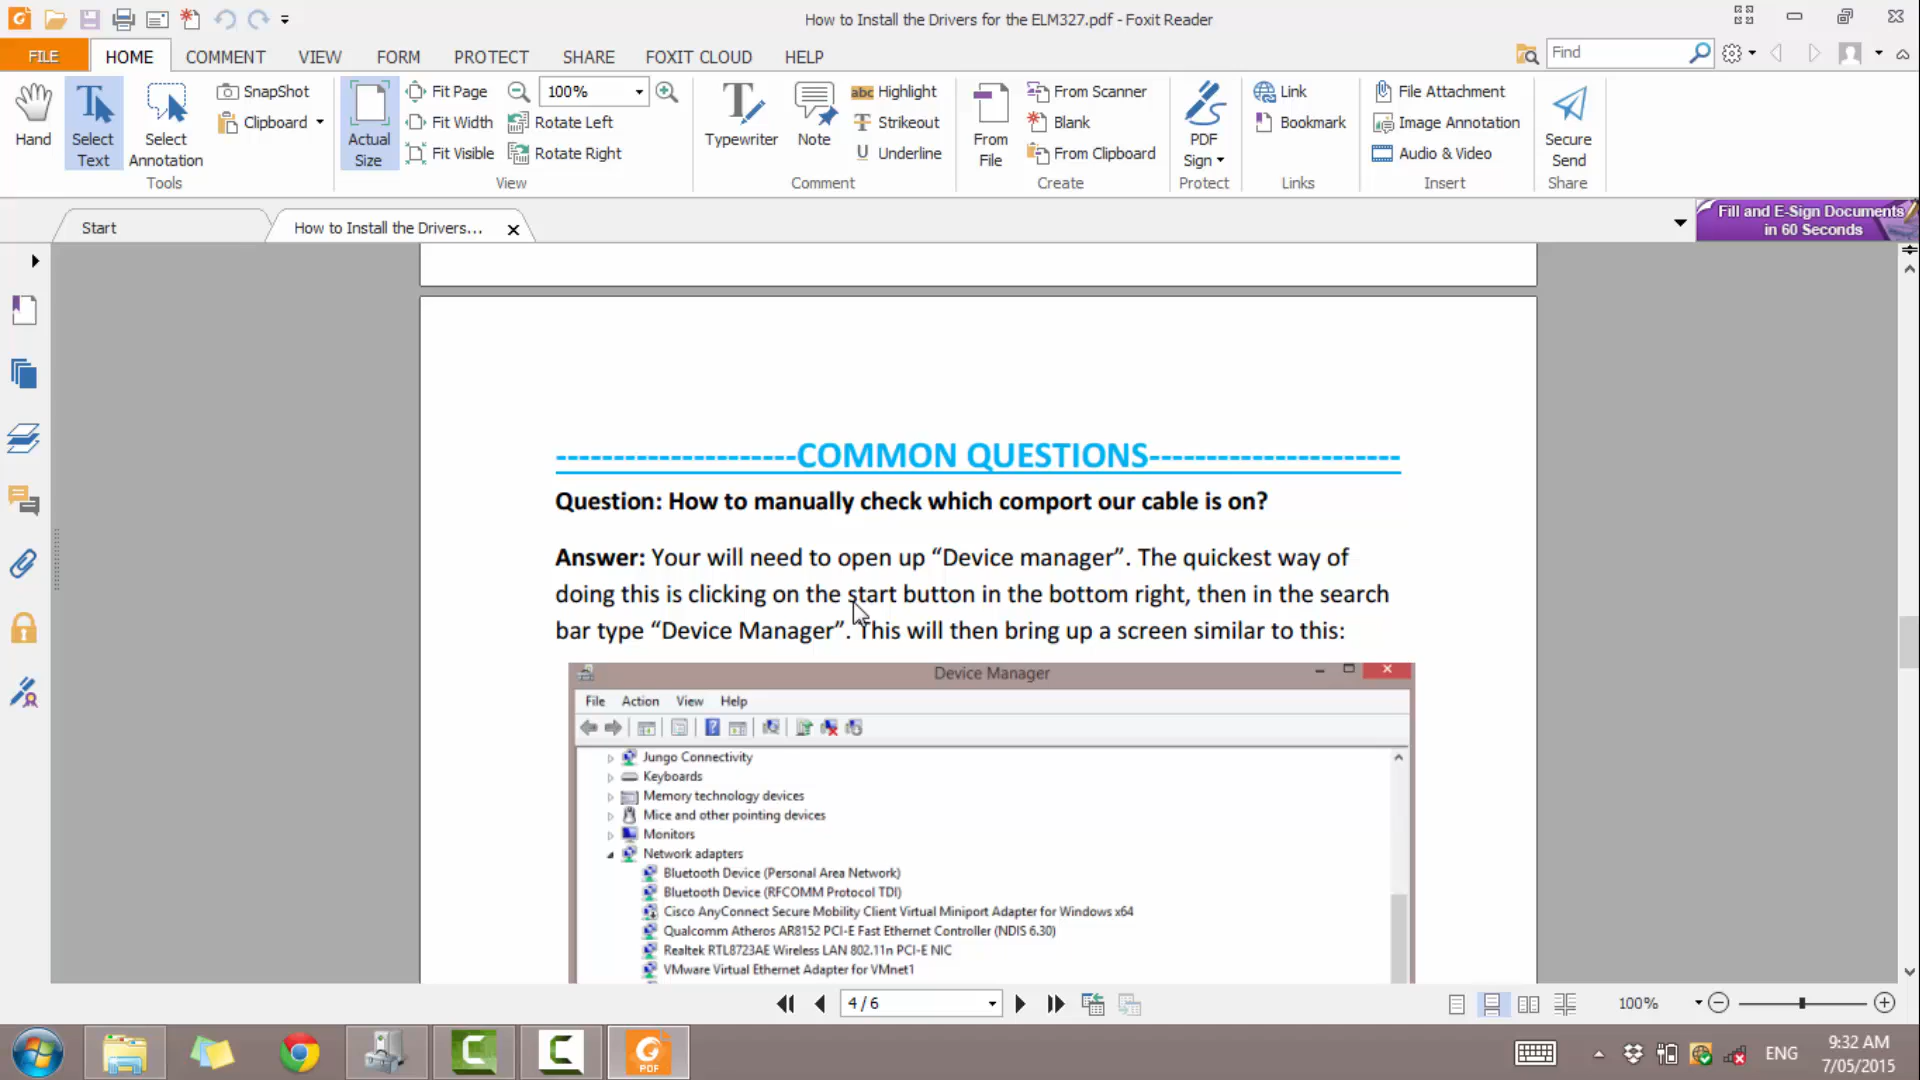 How to Install the Drivers for the ELM327.pdf - Foxit Reader
FILE HOME COMMENT VIEW FORM PROTECT SHARE FOXIT CLOUD HELP Find
Hand
Select Text
Select Annotation
SnapShot
Clipboard
Tools
Actual Size
Fit Page
Fit Width
Fit Visible
100%
Rotate Left
Rotate Right
View
Typewriter
Note
abc Highlight
Strikeout
Underline
Comment
From File
From Scanner
Blank
From Clipboard
Create
PDF Sign
Protect
Link
Bookmark
Links
File Attachment
Image Annotation
Audio & Video
Insert
Secure Send
Share
Start
How to Install the Drivers...
Fill and E-Sign Documents
in 60 Seconds
---------------------COMMON QUESTIONS----------------------
Question: How to manually check which comport our cable is on?
Answer: Your will need to open up “Device manager”. The quickest way of
doing this is clicking on the start button in the bottom right, then in the search
bar type “Device Manager”. This will then bring up a screen similar to this:
Device Manager
File Action View Help
Jungo Connectivity
Keyboards
Memory technology devices
Mice and other pointing devices
Monitors
Network adapters
Bluetooth Device (Personal Area Network)
Bluetooth Device (RFCOMM Protocol TDI)
Cisco AnyConnect Secure Mobility Client Virtual Miniport Adapter for Windows x64
Qualcomm Atheros AR8152 PCI-E Fast Ethernet Controller (NDIS 6.30)
Realtek RTL8723AE Wireless LAN 802.11n PCI-E NIC
VMware Virtual Ethernet Adapter for VMnet1
4 / 6
100%
PDF
ENG
9:32 AM
7/05/2015